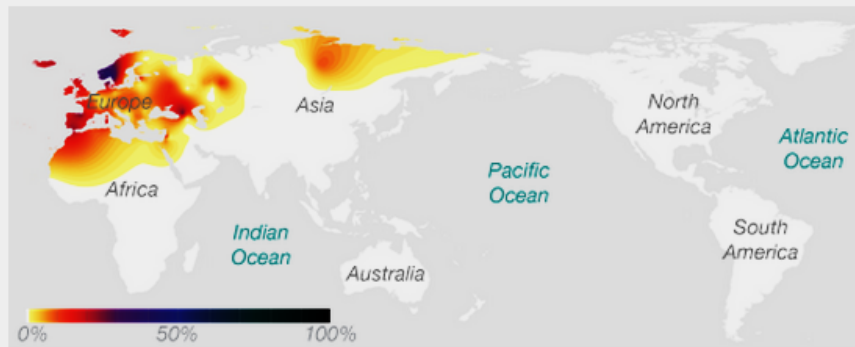 Europe
Asia
North
America
Atlantic
Ocean
Pacific
Ocean
Africa
Indian
Ocean
South
America
Australia
0%
50%
100%